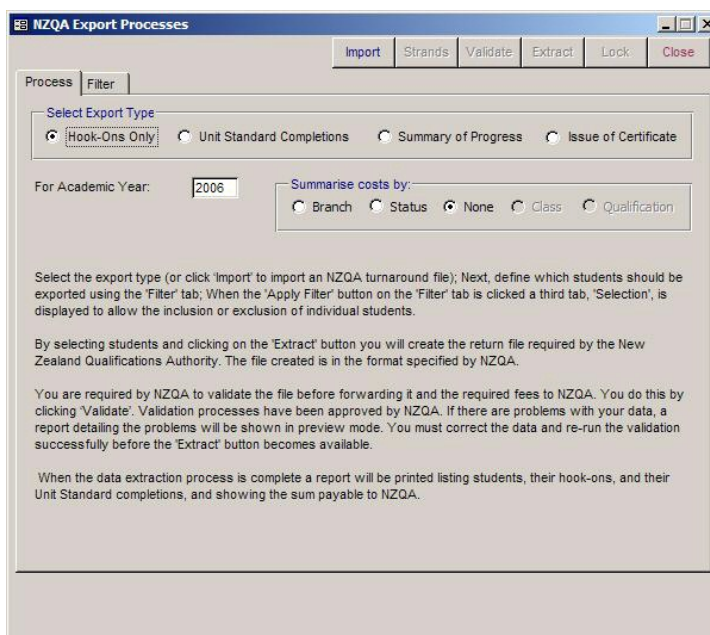 NZQA Export Processes
Import Strands Validate Extract Lock Close
Process Filter
Select Export Type
Hook-Ons Only Unit Standard Completions Summary of Progress Issue of Certificate
For Academic Year: 2006
Summarise costs by:
Branch Status None Class Qualification
Select the export type (or click 'Import' to import an NZQA turnaround file); Next, define which students should be
exported using the 'Filter' tab; When the 'Apply Filter' button on the 'Filter' tab is clicked a third tab, 'Selection', is
displayed to allow the inclusion or exclusion of individual students.
By selecting students and clicking on the 'Extract' button you will create the return file required by the New
Zealand Qualifications Authority. The file created is in the format specified by NZQA.
You are required by NZQA to validate the file before forwarding it and the required fees to NZQA. You do this by
clicking 'Validate'. Validation processes have been approved by NZQA. If there are problems with your data, a
report detailing the problems will be shown in preview mode. You must correct the data and re-run the validation
successfully before the 'Extract' button becomes available.
When the data extraction process is complete a report will be printed listing students, their hook-ons, and their
Unit Standard completions, and showing the sum payable to NZQA.